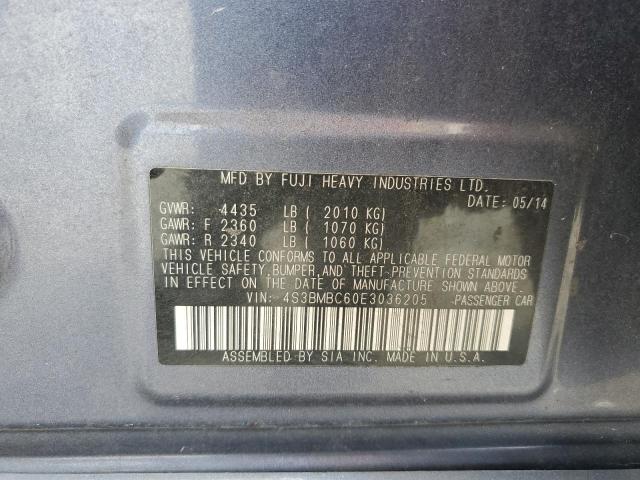 MFD BY FUJI HEAVY INDUSTRIES LTD.
DATE: 05/14
GVWR: 4435 LB ( 2010 KG)
GAWR: F 2360 LB ( 1070 KG)
GAWR: R 2340 LB ( 1060 KG)
THIS VEHICLE CONFORMS TO ALL APPLICABLE FEDERAL MOTOR
VEHICLE SAFETY, BUMPER, AND THEFT PREVENTION STANDARDS
IN EFFECT ON THE DATE OF MANUFACTURE SHOWN ABOVE.
VIN: 4S3BMBC60E3036205 PASSENGER CAR
ASSEMBLED BY SIA INC. MADE IN U.S.A.